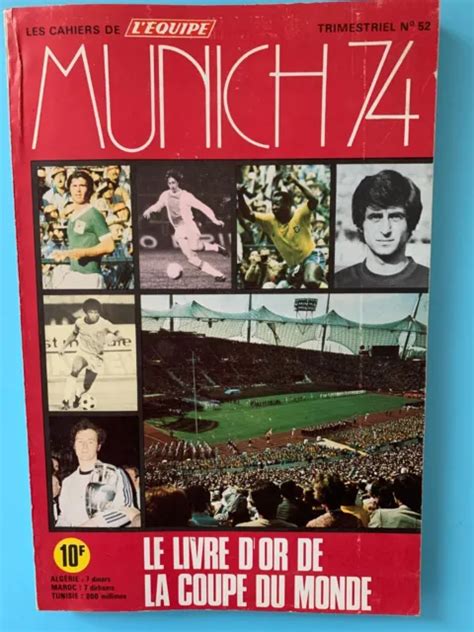 LES CAHIERS DE L'ÉQUIPE TRIMESTRIEL N° 52
MUNICH 74
10F
ALGÉRIE : 7 dinars
MAROC : 7 dirhams
TUNISIE : 800 millimes
LE LIVRE D'OR DE
LA COUPE DU MONDE